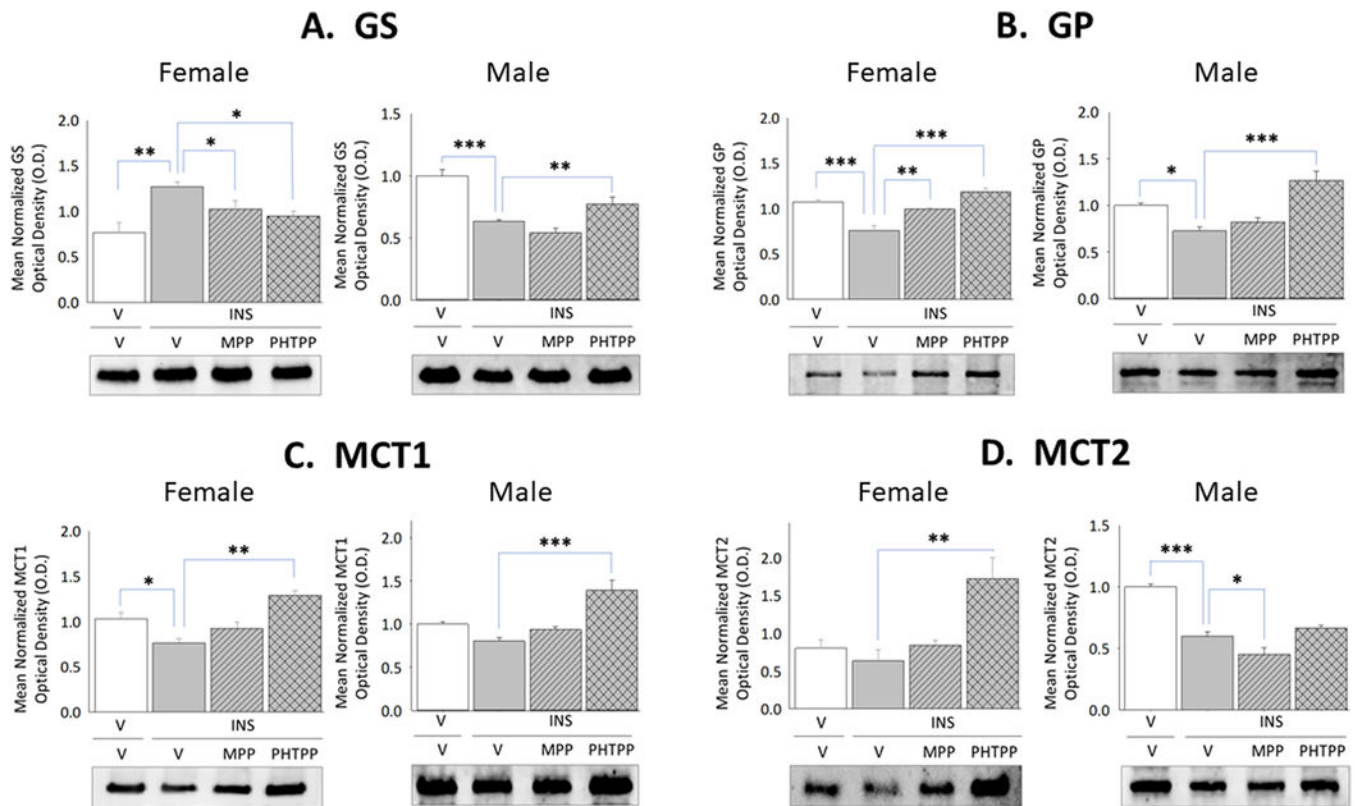 A. GS
Female
Mean Normalized GS
Optical Density (O.D.)
2.0
1.5
1.0
0.5
0.0
**
*
*
V
INS
V
V
MPP
PHTPP
Male
Mean Normalized GS
Optical Density (O.D.)
1.5
1.0
0.5
0.0
***
**
V
INS
V
V
MPP
PHTPP
B. GP
Female
Mean Normalized GP
Optical Density (O.D.)
2.0
1.5
1.0
0.5
0.0
***
**
***
V
INS
V
V
MPP
PHTPP
Male
Mean Normalized GP
Optical Density (O.D.)
2.0
1.5
1.0
0.5
0.0
*
***
V
INS
V
V
MPP
PHTPP
C. MCT1
Female
Mean Normalized MCT1
Optical Density (O.D.)
2.0
1.5
1.0
0.5
0.0
*
**
V
INS
V
V
MPP
PHTPP
Male
Mean Normalized MCT1
Optical Density (O.D.)
2.0
1.5
1.0
0.5
0.0
***
V
INS
V
V
MPP
PHTPP
D. MCT2
Female
Mean Normalized MCT2
Optical Density (O.D.)
2.0
1.5
1.0
0.5
0.0
**
V
INS
V
V
MPP
PHTPP
Male
Mean Normalized MCT2
Optical Density (O.D.)
1.5
1.0
0.5
0.0
***
*
V
INS
V
V
MPP
PHTPP